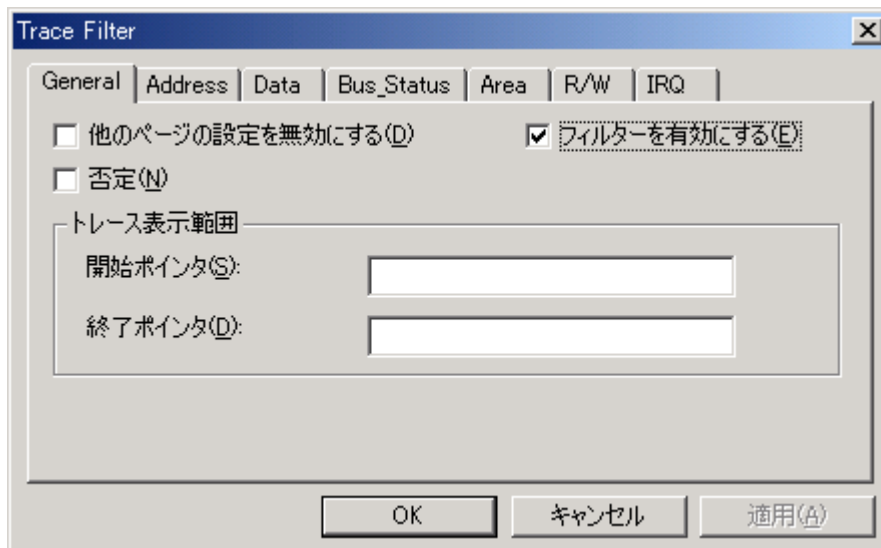 Trace Filter
General Address Data Bus_Status Area R/W IRQ
他のページの設定を無効にする(D) フィルターを有効にする(E)
否定(N)
トレース表示範囲
開始ポインタ(S):
終了ポインタ(D):
OK キャンセル 適用(A)